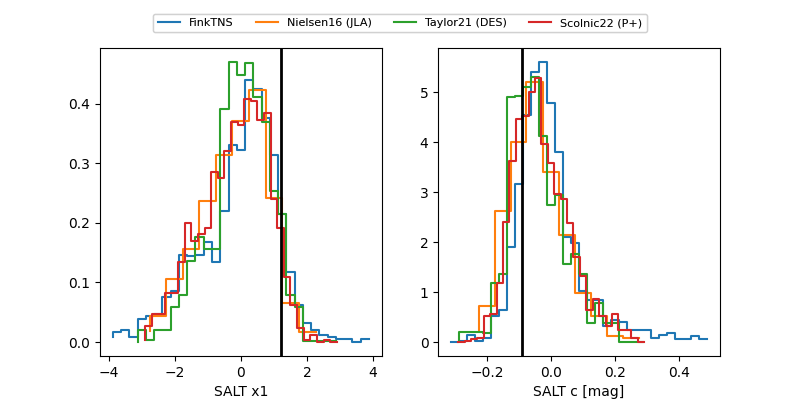 FinkTNS Nielsen16 (JLA) Taylor21 (DES) Scolnic22 (P+)
0.4
0.3
0.2
0.1
0.0
−4 −2 0 2 4
SALT x1
5
4
3
2
1
0
−0.2 0.0 0.2 0.4
SALT c [mag]